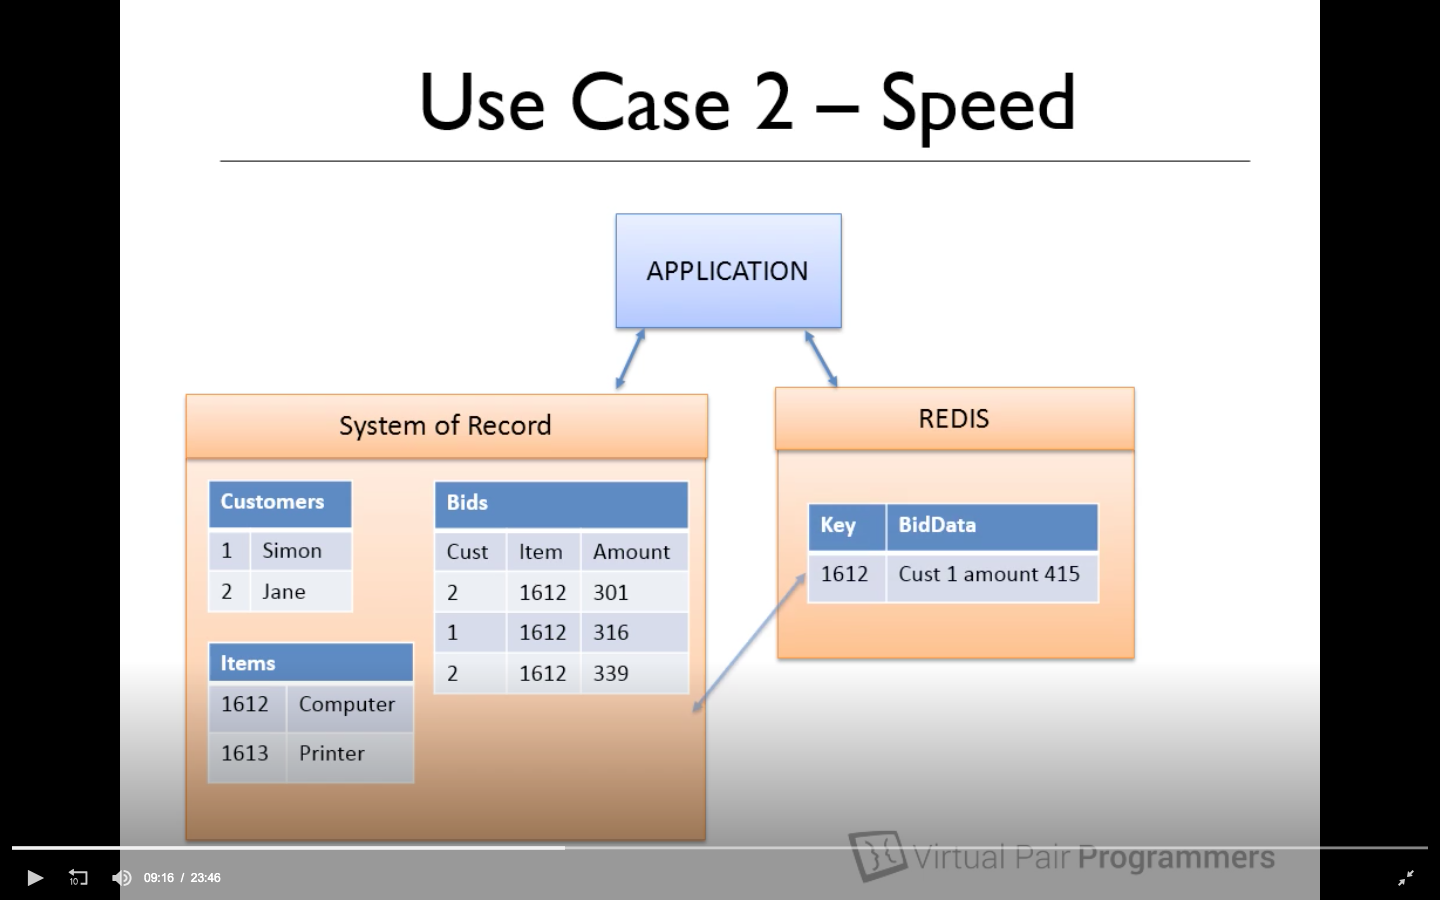 Use Case 2 – Speed
APPLICATION
System of Record
Customers
1 Simon
2 Jane
Items
1612 Computer
1613 Printer
Bids
Cust Item Amount
2 1612 301
1 1612 316
2 1612 339
REDIS
Key BidData
1612 Cust 1 amount 415
Virtual Pair Programmers
10
09:16 / 23:46